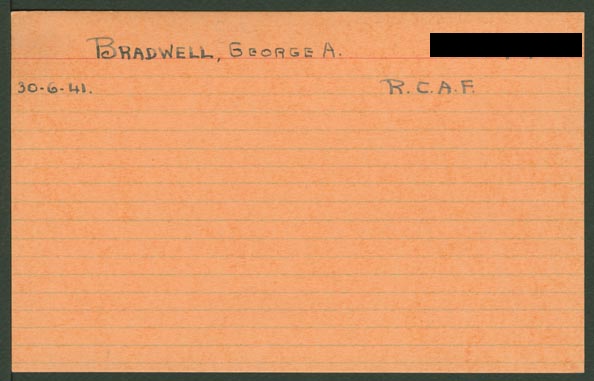 BRADWELL, GEORGE A.
30-6-41. R.C.A.F.